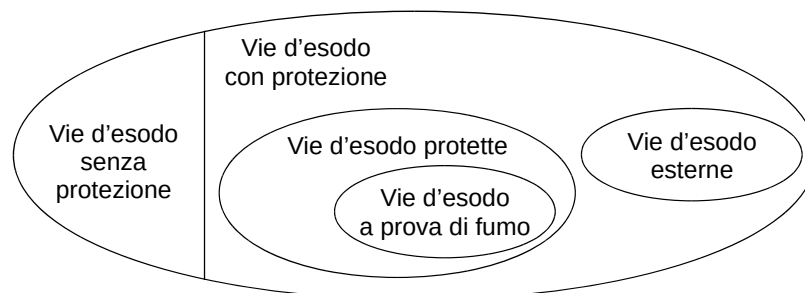 Vie d’esodo
con protezione
Vie d’esodo
senza
protezione
Vie d’esodo protette
Vie d’esodo
a prova di fumo
Vie d’esodo
esterne